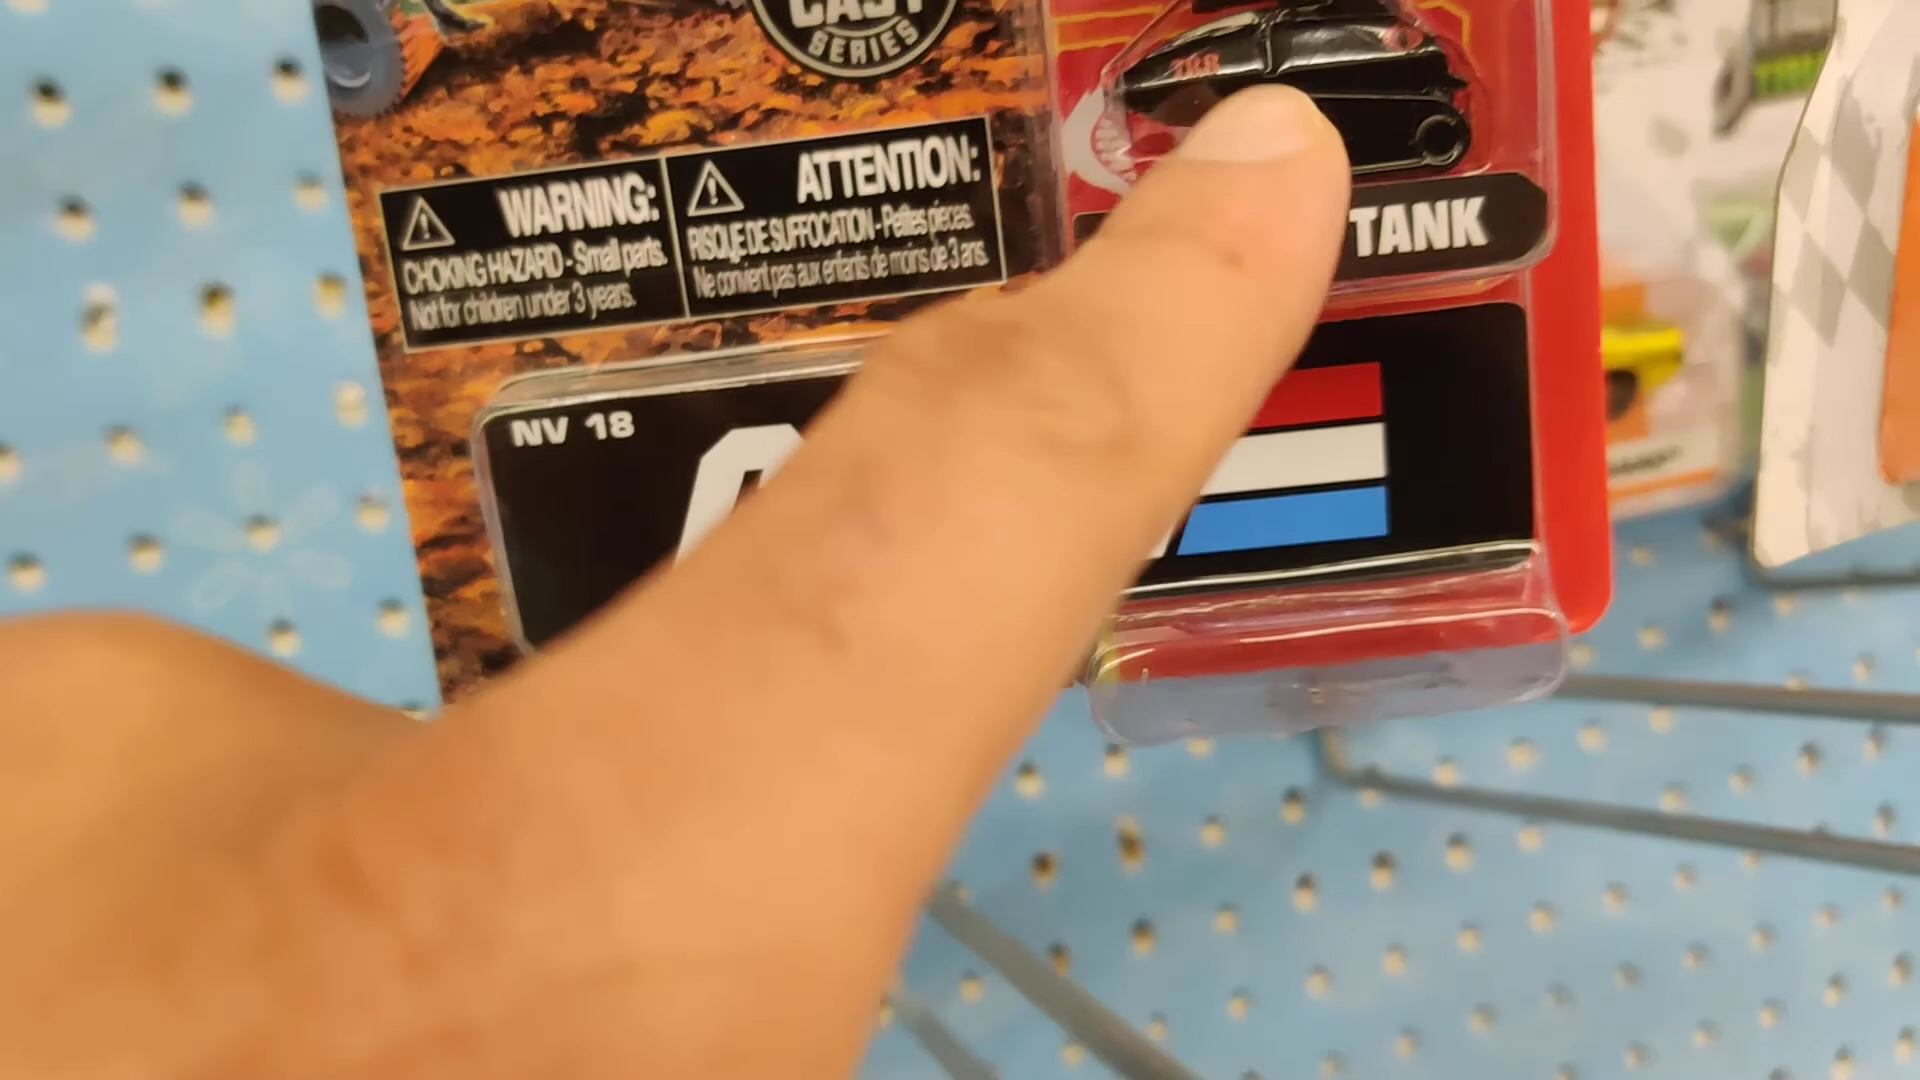 CAST
SERIES
WARNING:
CHOKING HAZARD - Small parts.
Not for children under 3 years.
ATTENTION:
RISQUE DE SUFFOCATION - Petites pièces.
Ne convient pas aux enfants de moins de 3 ans.
TANK
NV 18